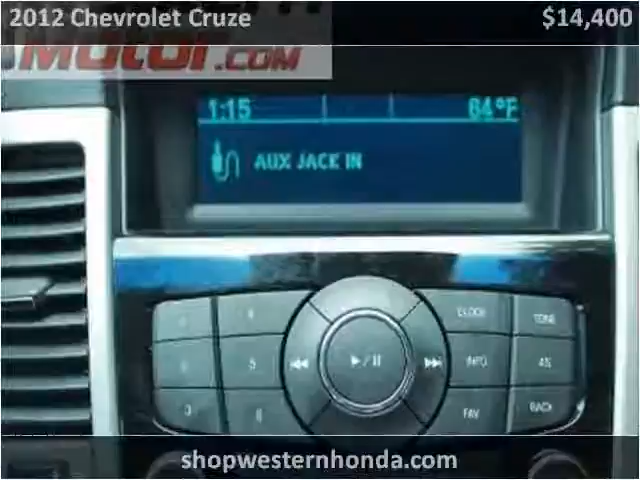 2012 Chevrolet Cruze $14,400
MOTOR.COM
1:15 64°F
AUX JACK IN
CLOCK TONE
4 INFO AS
5
3 6 FAV BACK
shopwesternhonda.com